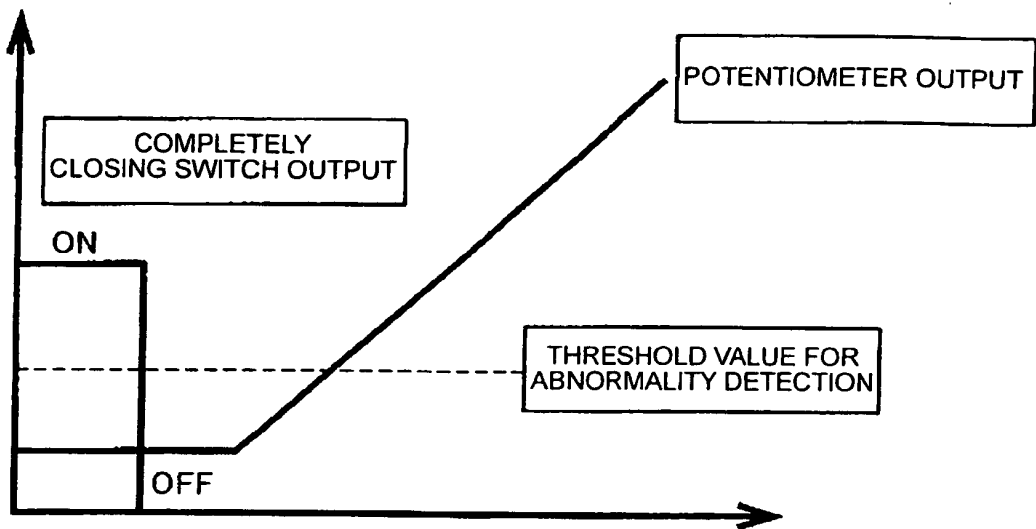 POTENTIOMETER OUTPUT
COMPLETELY
CLOSING SWITCH OUTPUT
ON
THRESHOLD VALUE FOR
ABNORMALITY DETECTION
OFF